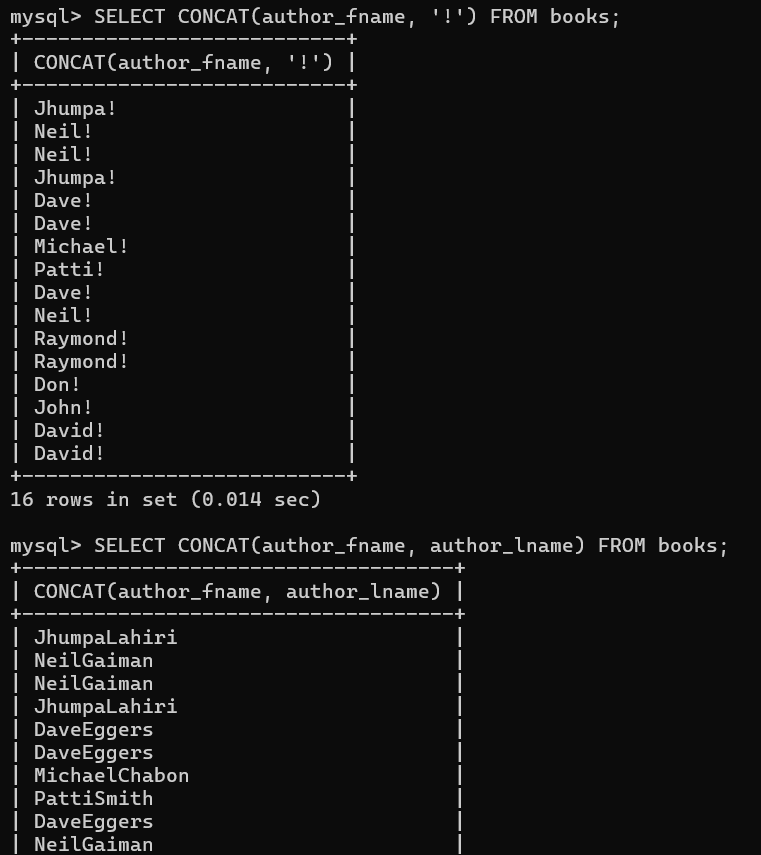 mysql> SELECT CONCAT(author_fname, '!') FROM books;
+---------------------------+
| CONCAT(author_fname, '!') |
+---------------------------+
| Jhumpa!                   |
| Neil!                     |
| Neil!                     |
| Jhumpa!                   |
| Dave!                     |
| Dave!                     |
| Michael!                  |
| Patti!                    |
| Dave!                     |
| Neil!                     |
| Raymond!                  |
| Raymond!                  |
| Don!                      |
| John!                     |
| David!                    |
| David!                    |
+---------------------------+
16 rows in set (0.014 sec)

mysql> SELECT CONCAT(author_fname, author_lname) FROM books;
+------------------------------------+
| CONCAT(author_fname, author_lname) |
+------------------------------------+
| JhumpaLahiri                       |
| NeilGaiman                         |
| NeilGaiman                         |
| JhumpaLahiri                       |
| DaveEggers                         |
| DaveEggers                         |
| MichaelChabon                      |
| PattiSmith                         |
| DaveEggers                         |
| NeilGaiman                         |